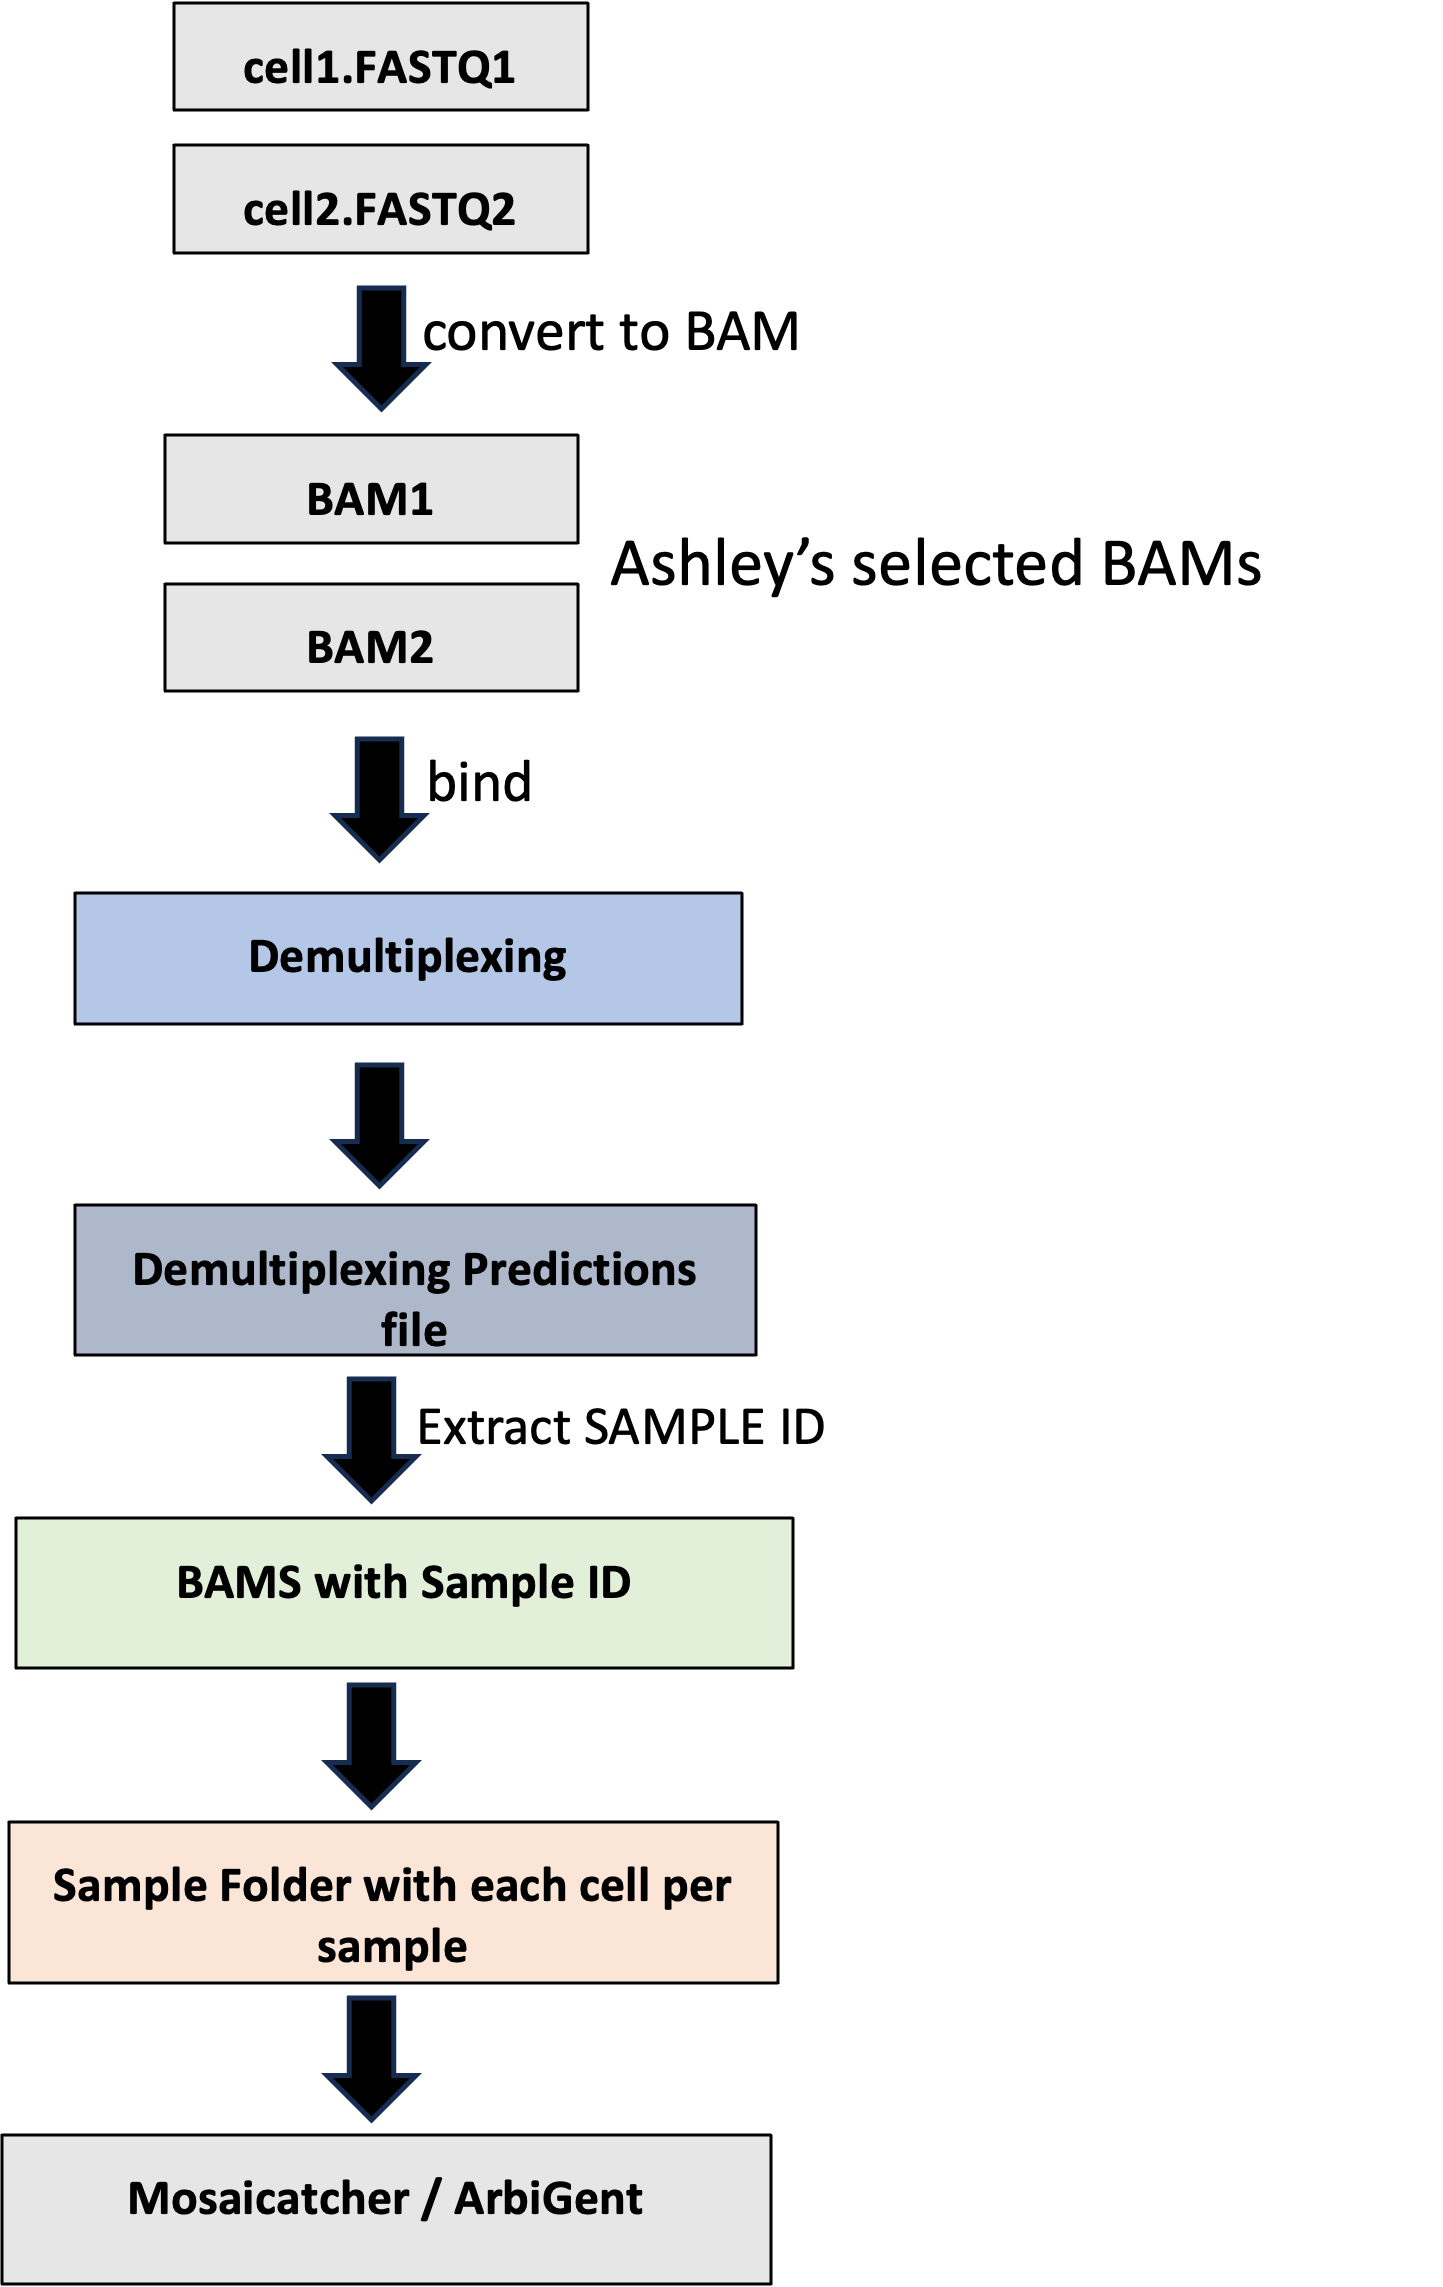 cell1.FASTQ1
cell2.FASTQ2
convert to BAM
BAM1
Ashley’s selected BAMs
BAM2
bind
Demultiplexing
Demultiplexing Predictions
file
Extract SAMPLE ID
BAMS with Sample ID
Sample Folder with each cell per
sample
Mosaicatcher / ArbiGent